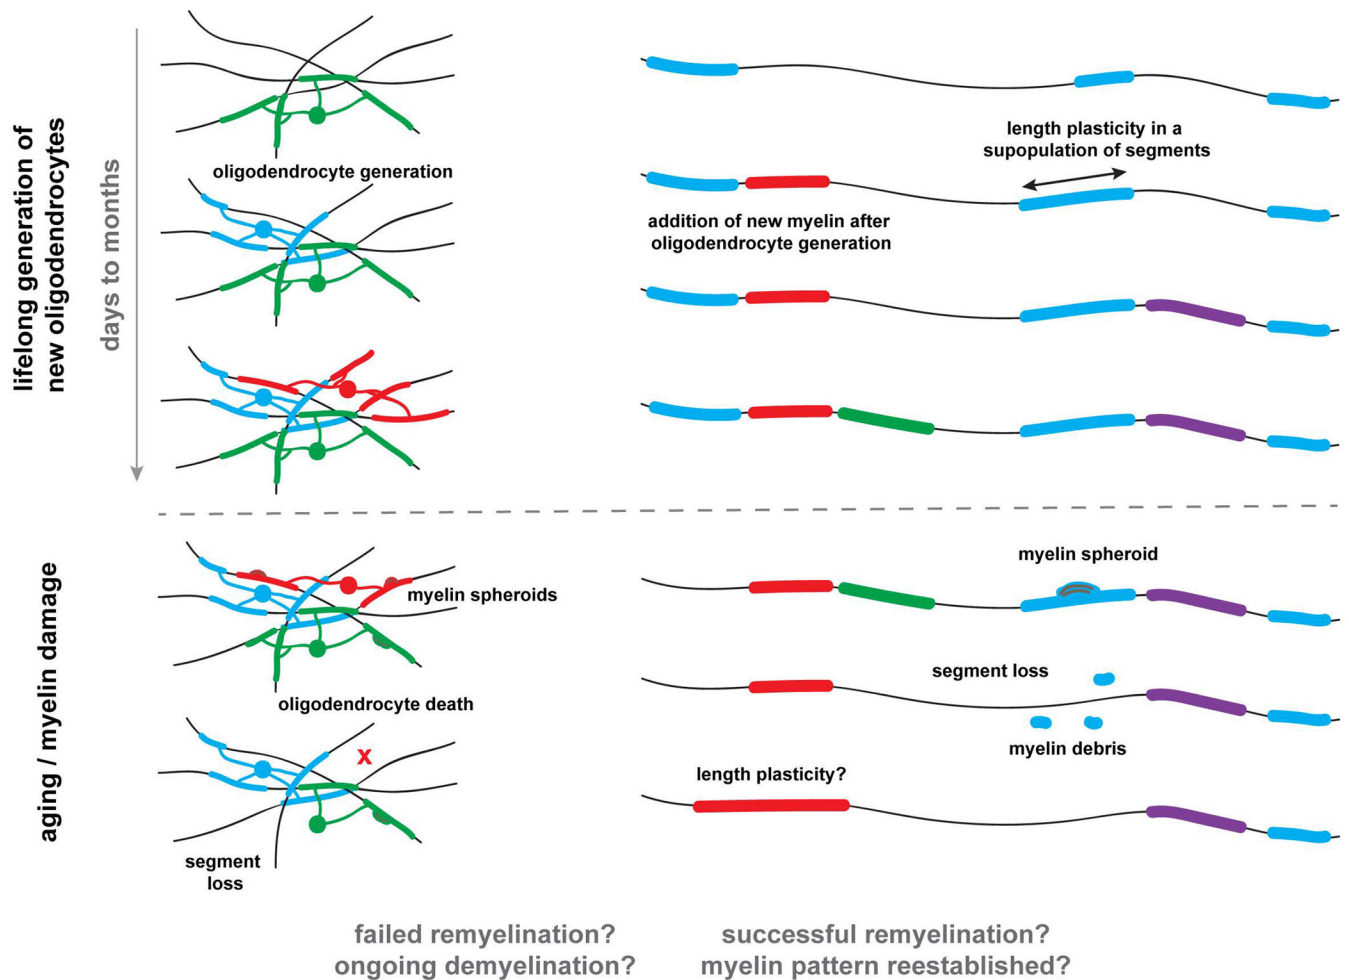 lifelong generation of
new oligodendrocytes
days to months
oligodendrocyte generation
length plasticity in a
supopulation of segments
addition of new myelin after
oligodendrocyte generation
aging / myelin damage
myelin spheroids
oligodendrocyte death
x
segment
loss
myelin spheroid
segment loss
myelin debris
length plasticity?
failed remyelination?
ongoing demyelination?
successful remyelination?
myelin pattern reestablished?